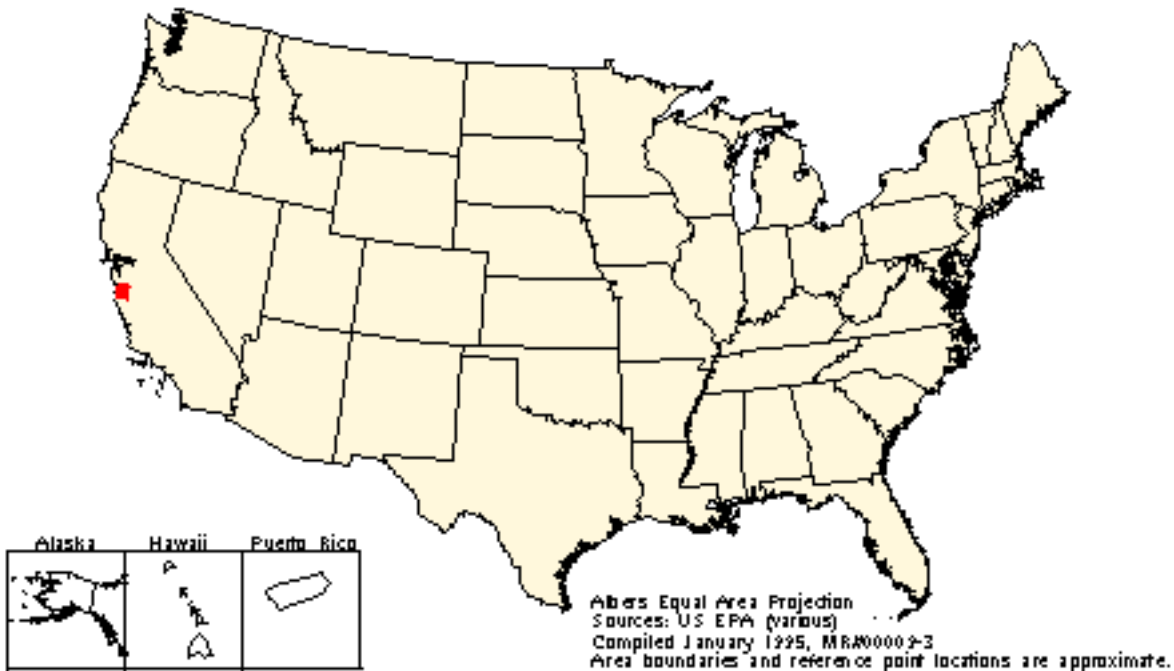 Alaska Hawaii Puerto Rico
Albers Equal Area Projection
Sources: US EPA (various)
Compiled January 1995, MR#00009-3
Area boundaries and reference point locations are approximate.